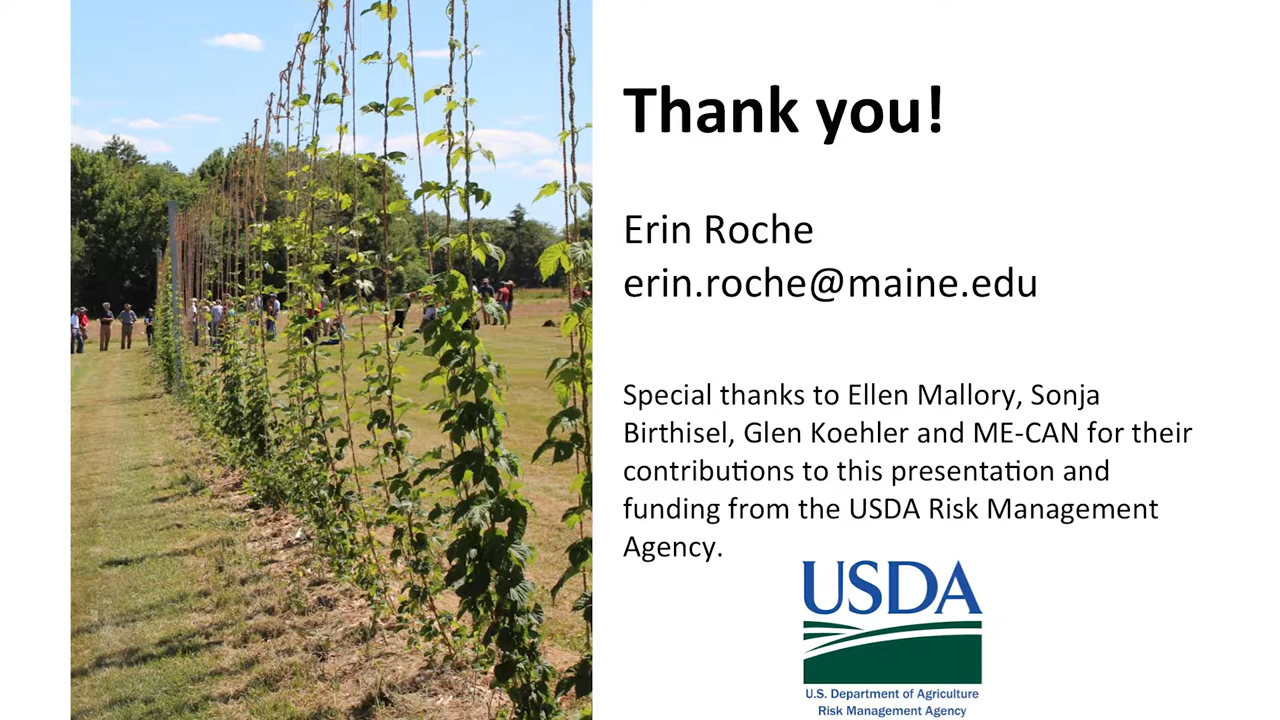 Thank you!
Erin Roche
erin.roche@maine.edu
Special thanks to Ellen Mallory, Sonja
Birthisel, Glen Koehler and ME-CAN for their
contributions to this presentation and
funding from the USDA Risk Management
Agency.
USDA
U.S. Department of Agriculture
Risk Management Agency